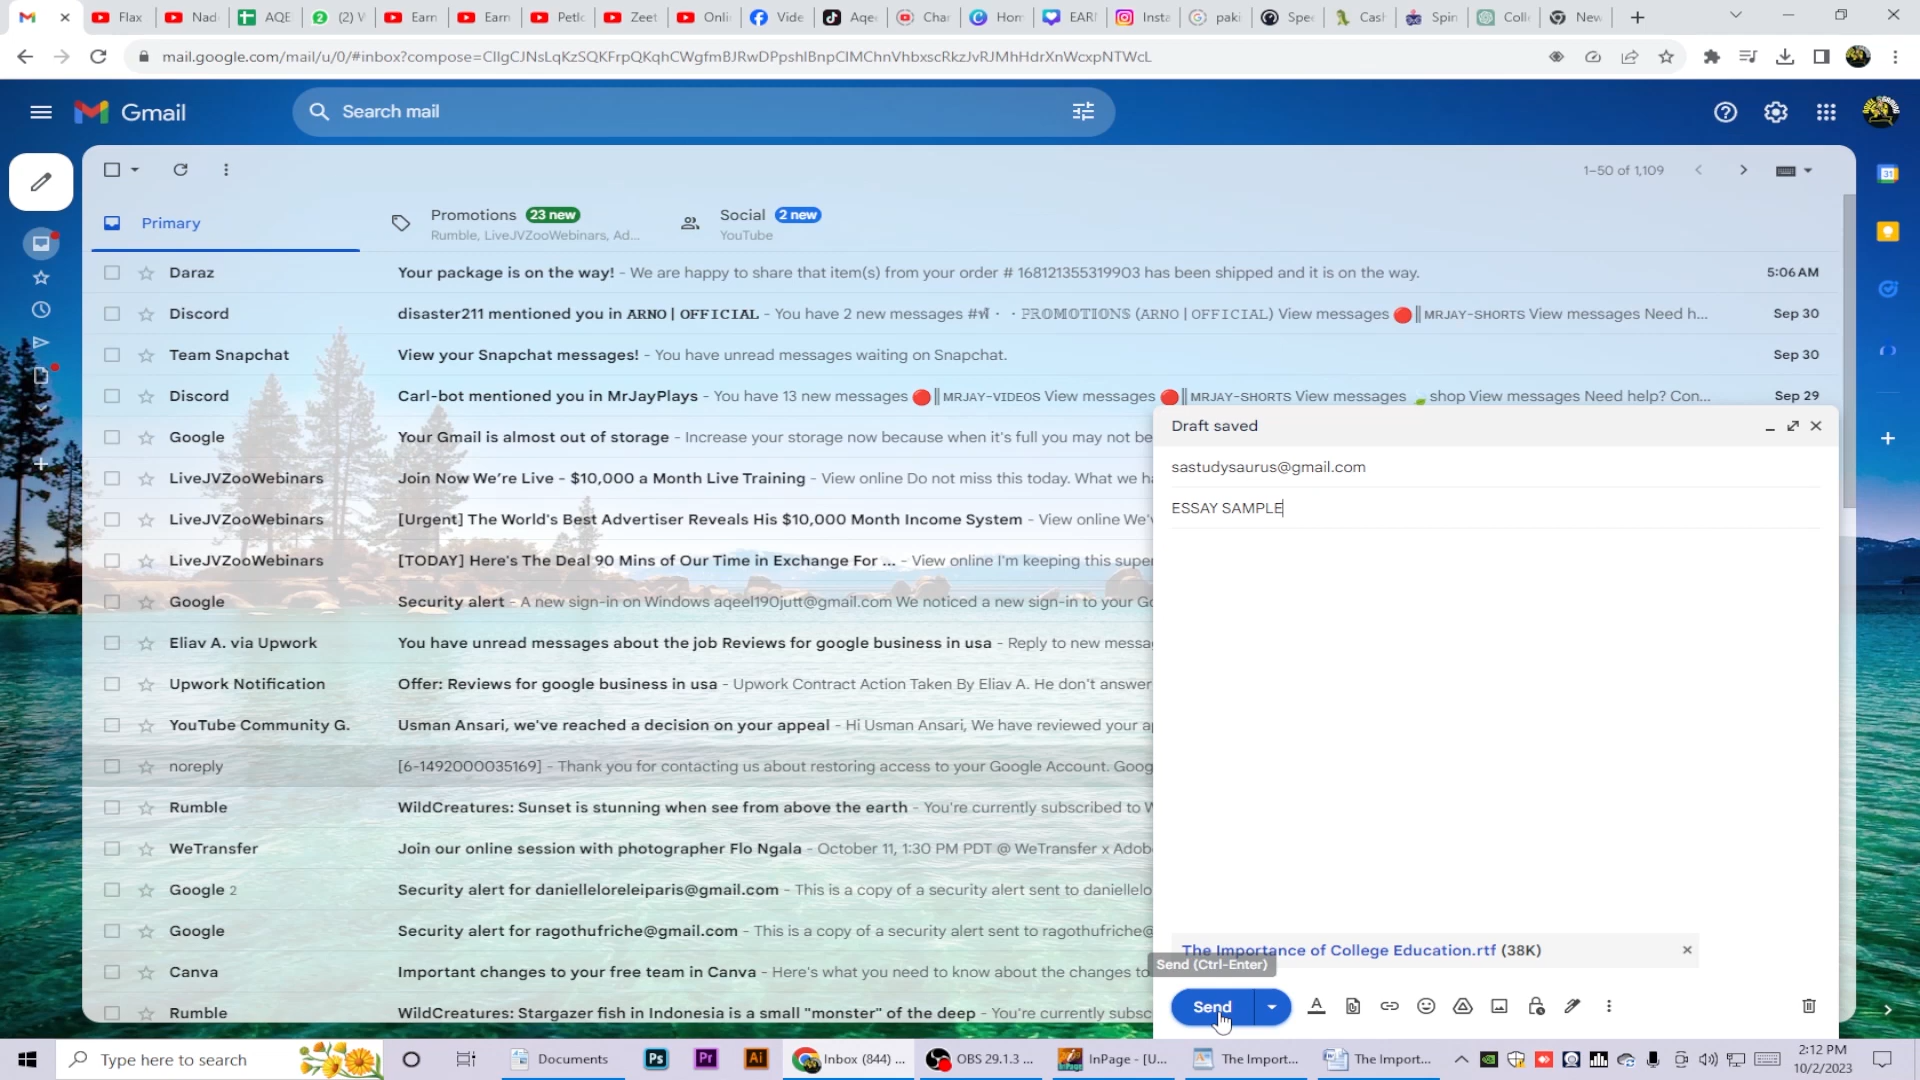 Flax
Nad
AQE
(2) V
Earn
Earn
Petlo
Zeet
Onli
Vide
Aqe
Chai
Hom
EARN
Insta
paki
Spe
Cash
Spin
Coll
New
mail.google.com/mail/u/0/#inbox?compose=CllgCJNsLqKzSQKFrpQKqhCWgfmBJRwDPpshlBnpClMChnVhbxscRkzJvRJMhHdrXnWcxpNTWcL
Gmail
Search mail
1–50 of 1,109
Primary
Promotions 23 new
Rumble, LiveJVZooWebinars, Ad...
Social 2 new
YouTube
Daraz Your package is on the way! - We are happy to share that item(s) from your order # 168121355319903 has been shipped and it is on the way. 5:06 AM
Discord disaster211 mentioned you in ARNO | OFFICIAL - You have 2 new messages PROMOTIONS (ARNO | OFFICIAL) View messages 🔴║MRJAY-SHORTS View messages Need h... Sep 30
Team Snapchat View your Snapchat messages! - You have unread messages waiting on Snapchat. Sep 30
Discord Carl-bot mentioned you in MrJayPlays - You have 13 new messages 🔴║MRJAY-VIDEOS View messages 🔴║MRJAY-SHORTS View messages shop View messages Need help? Con... Sep 29
Google Your Gmail is almost out of storage - Increase your storage now because when it's full you may not be
LiveJVZooWebinars Join Now We're Live - $10,000 a Month Live Training - View online Do not miss this today. What we h
LiveJVZooWebinars [Urgent] The World's Best Advertiser Reveals His $10,000 Month Income System - View online We'
LiveJVZooWebinars [TODAY] Here's The Deal 90 Mins of Our Time in Exchange For ... - View online I'm keeping this super
Google Security alert - A new sign-in on Windows aqeel190jutt@gmail.com We noticed a new sign-in to your Go
Eliav A. via Upwork You have unread messages about the job Reviews for google business in usa - Reply to new messa
Upwork Notification Offer: Reviews for google business in usa - Upwork Contract Action Taken By Eliav A. He don't answer
YouTube Community G. Usman Ansari, we've reached a decision on your appeal - Hi Usman Ansari, We have reviewed your a
noreply [6-1492000035169] - Thank you for contacting us about restoring access to your Google Account. Goog
Rumble WildCreatures: Sunset is stunning when see from above the earth - You're currently subscribed to W
WeTransfer Join our online session with photographer Flo Ngala - October 11, 1:30 PM PDT @ WeTransfer x Adob
Google 2 Security alert for danielleloreleiparis@gmail.com - This is a copy of a security alert sent to daniello
Google Security alert for ragothufriche@gmail.com - This is a copy of a security alert sent to ragothufriche@
Canva Important changes to your free team in Canva - Here's what you need to know about the changes to
Rumble WildCreatures: Stargazer fish in Indonesia is a small "monster" of the deep - You're currently subsc
Draft saved
sastudysaurus@gmail.com
ESSAY SAMPLE
The Importance of College Education.rtf (38K)
Send (Ctrl-Enter)
Send
Type here to search
Documents
Ps
Pr
Ai
Inbox (844) ...
OBS 29.1.3 ...
InPage - [U...
The Import...
The Import...
2:12 PM
10/2/2023